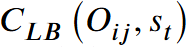 C_{LB} (O_{ij}, s_t)